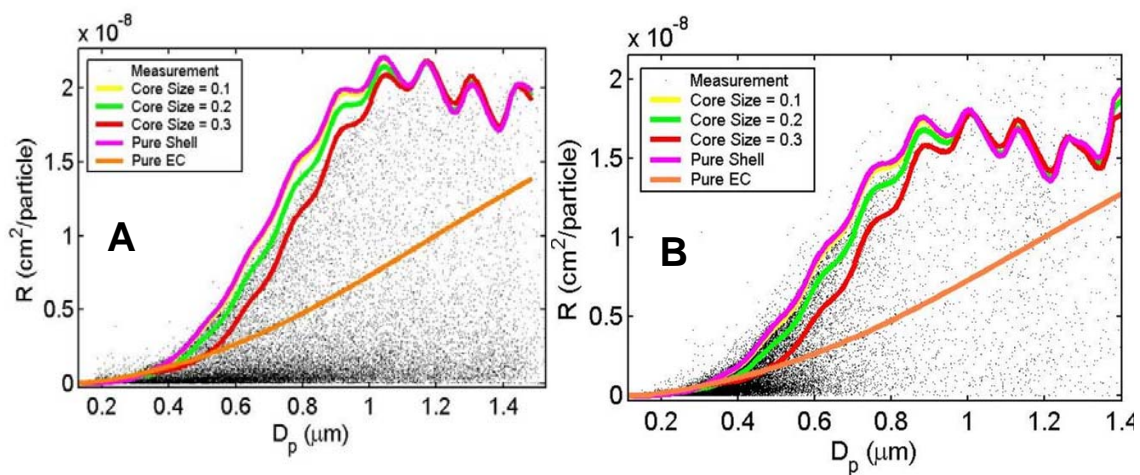 x 10⁻⁸
Measurement
Core Size = 0.1
Core Size = 0.2
Core Size = 0.3
Pure Shell
Pure EC
A
R (cm²/particle)
2
1.5
1
0.5
0
0.2 0.4 0.6 0.8 1 1.2 1.4
Dₚ (μm)
x 10⁻⁸
Measurement
Core Size = 0.1
Core Size = 0.2
Core Size = 0.3
Pure Shell
Pure EC
B
R (cm²/particle)
2
1.5
1
0.5
0
0.2 0.4 0.6 0.8 1 1.2 1.4
Dₚ (μm)